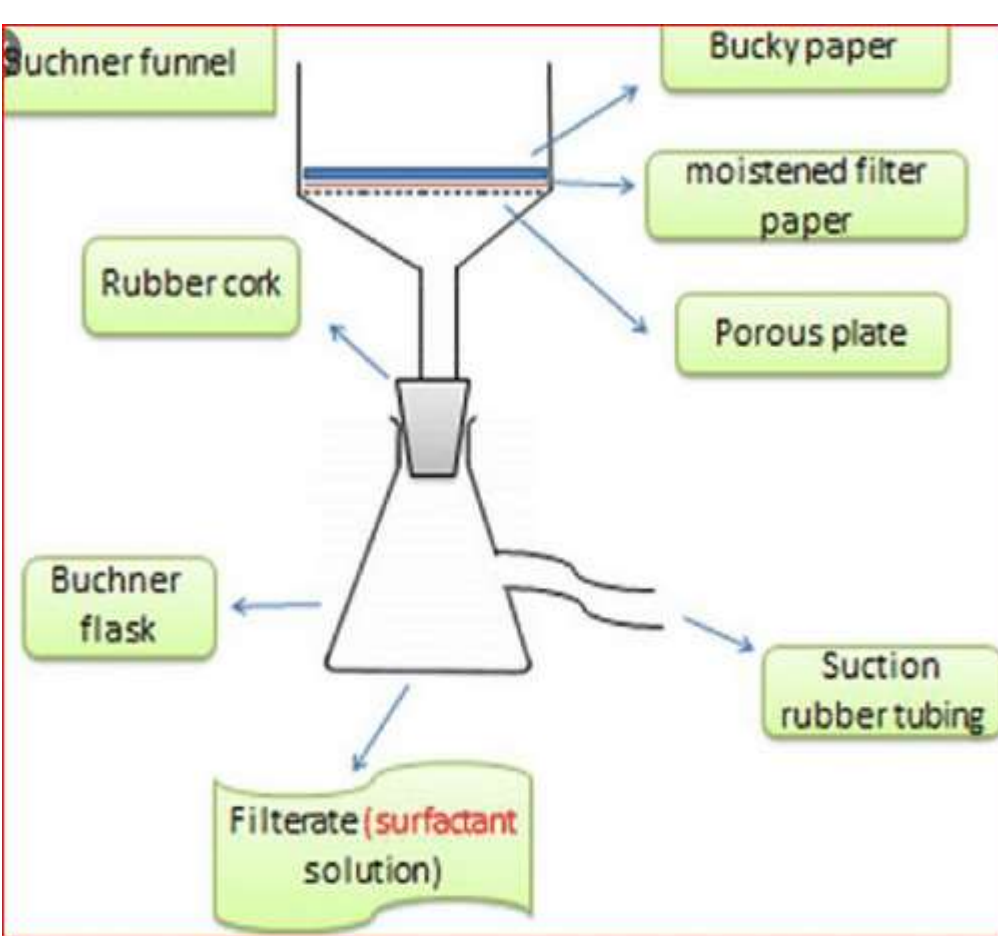 Buchner funnel
Bucky paper
moistened filter
paper
Rubber cork
Porous plate
Buchner
flask
Suction
rubber tubing
Filterate (surfactant
solution)